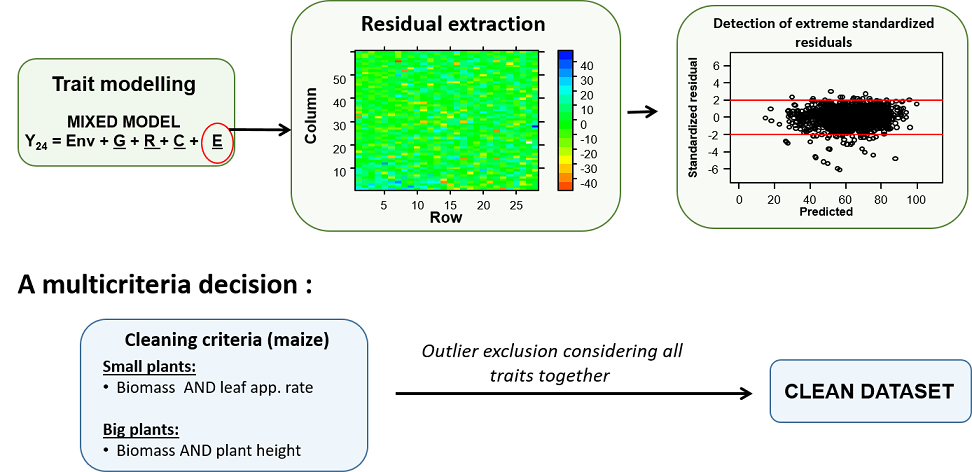 Trait modelling
MIXED MODEL
Y24 = Env + G + R + C + E
Residual extraction
Column
50
40
30
20
10
5 10 15 20 25
Row
40
30
20
10
0
-10
-20
-30
-40
Detection of extreme standardized
residuals
Standardized residual
6
4
2
0
-2
-4
-6
0 20 40 60 80 100
Predicted
A multicriteria decision :
Cleaning criteria (maize)
Small plants:
• Biomass AND leaf app. rate
Big plants:
• Biomass AND plant height
Outlier exclusion considering all
traits together
CLEAN DATASET